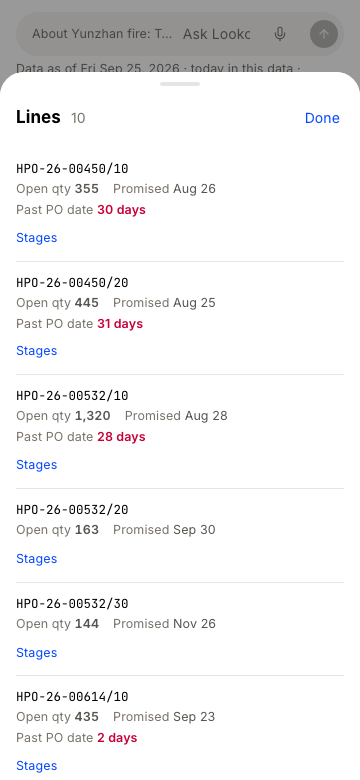 About Yunzhan fire: T... Ask Look
Data as of Fri Sep 25, 2026 · today in this data ·
Lines 10 Done
HPO-26-00450/10
Open qty 355 Promised Aug 26
Past PO date 30 days
Stages
HPO-26-00450/20
Open qty 445 Promised Aug 25
Past PO date 31 days
Stages
HPO-26-00532/10
Open qty 1,320 Promised Aug 28
Past PO date 28 days
Stages
HPO-26-00532/20
Open qty 163 Promised Sep 30
Stages
HPO-26-00532/30
Open qty 144 Promised Nov 26
Stages
HPO-26-00614/10
Open qty 435 Promised Sep 23
Past PO date 2 days
Stages